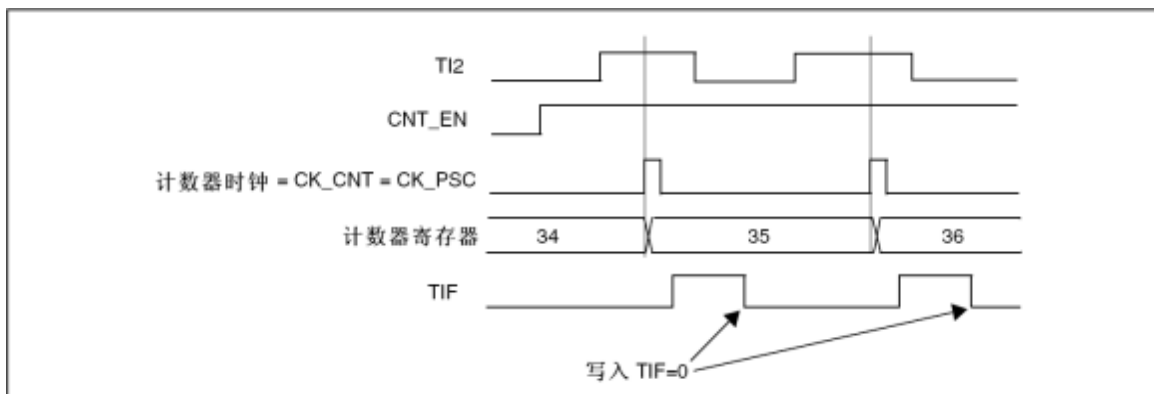 TI2
CNT_EN
计数器时钟 = CK_CNT = CK_PSC
计数器寄存器 34 35 36
TIF
写入 TIF=0